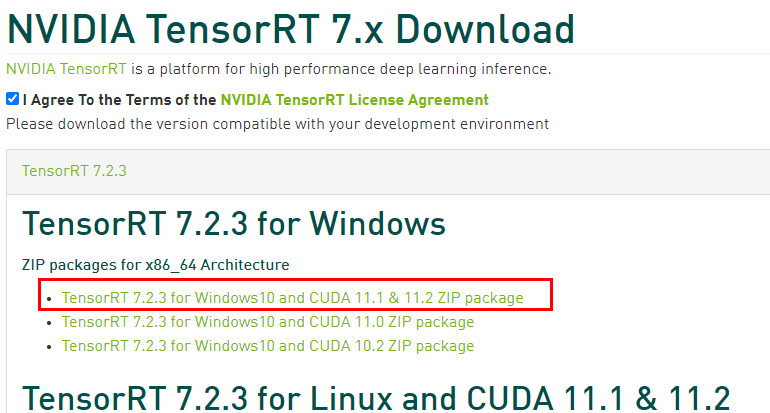 NVIDIA TensorRT 7.x Download
NVIDIA TensorRT is a platform for high performance deep learning inference.
I Agree To the Terms of the NVIDIA TensorRT License Agreement
Please download the version compatible with your development environment
TensorRT 7.2.3
TensorRT 7.2.3 for Windows
ZIP packages for x86_64 Architecture
TensorRT 7.2.3 for Windows10 and CUDA 11.1 & 11.2 ZIP package
TensorRT 7.2.3 for Windows10 and CUDA 11.0 ZIP package
TensorRT 7.2.3 for Windows10 and CUDA 10.2 ZIP package
TensorRT 7.2.3 for Linux and CUDA 11.1 & 11.2